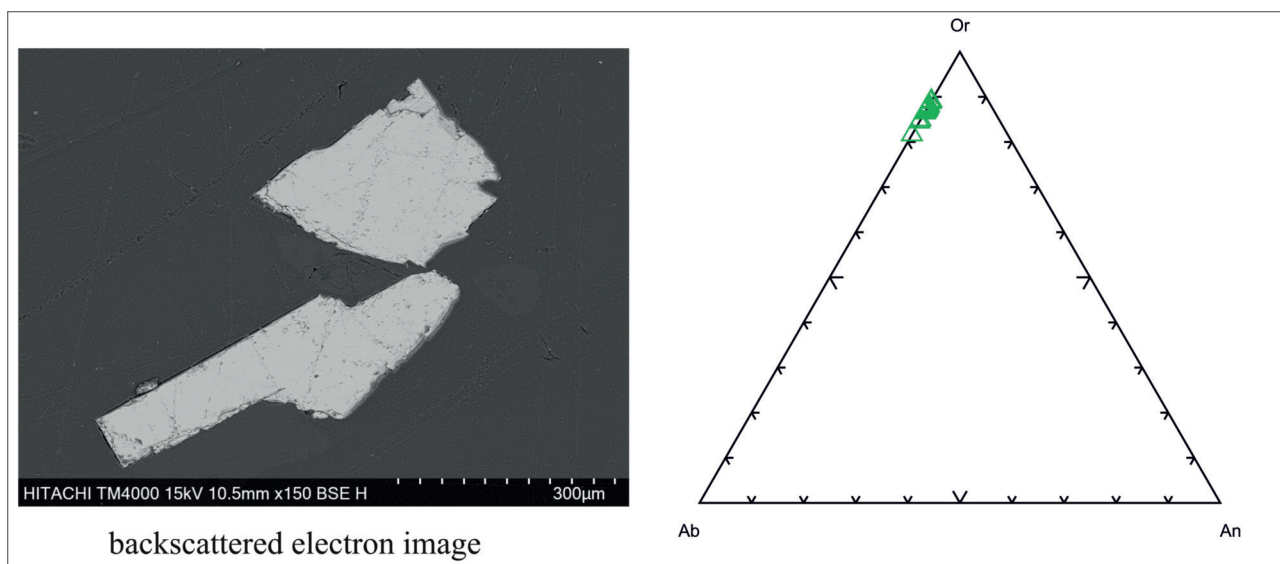 HITACHI TM4000 15kV 10.5mm x150 BSE H 300µm
backscattered electron image
Or
Ab
An